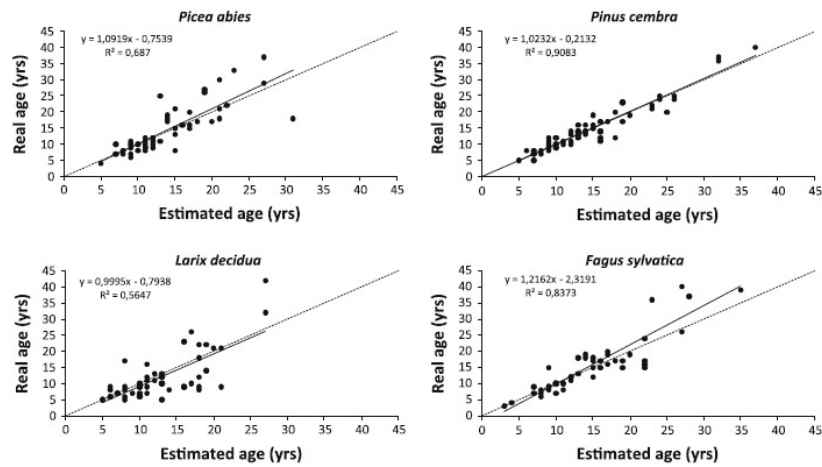 Picea abies
y = 1,0919x - 0,7539
R² = 0,687
Real age (yrs)
45
40
35
30
25
20
15
10
5
0
0 5 10 15 20 25 30 35 40 45
Estimated age (yrs)
Pinus cembra
y = 1,0232x - 0,2132
R² = 0,9083
Real age (yrs)
45
40
35
30
25
20
15
10
5
0
0 5 10 15 20 25 30 35 40 45
Estimated age (yrs)
Larix decidua
y = 0,9995x - 0,7938
R² = 0,5647
Real age (yrs)
45
40
35
30
25
20
15
10
5
0
0 5 10 15 20 25 30 35 40 45
Estimated age (yrs)
Fagus sylvatica
y = 1,2162x - 2,3191
R² = 0,8373
Real age (yrs)
45
40
35
30
25
20
15
10
5
0
0 5 10 15 20 25 30 35 40 45
Estimated age (yrs)